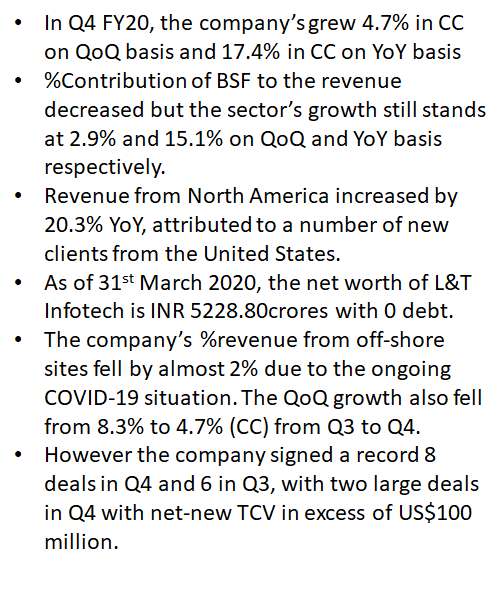 • In Q4 FY20, the company's grew 4.7% in CC
on QoQ basis and 17.4% in CC on YoY basis
• %Contribution of BSF to the revenue
decreased but the sector's growth still stands
at 2.9% and 15.1% on QoQ and YoY basis
respectively.
• Revenue from North America increased by
20.3% YoY, attributed to a number of new
clients from the United States.
• As of 31st March 2020, the net worth of L&T
Infotech is INR 5228.80crores with 0 debt.
• The company's %revenue from off-shore
sites fell by almost 2% due to the ongoing
COVID-19 situation. The QoQ growth also fell
from 8.3% to 4.7% (CC) from Q3 to Q4.
• However the company signed a record 8
deals in Q4 and 6 in Q3, with two large deals
in Q4 with net-new TCV in excess of US$100
million.